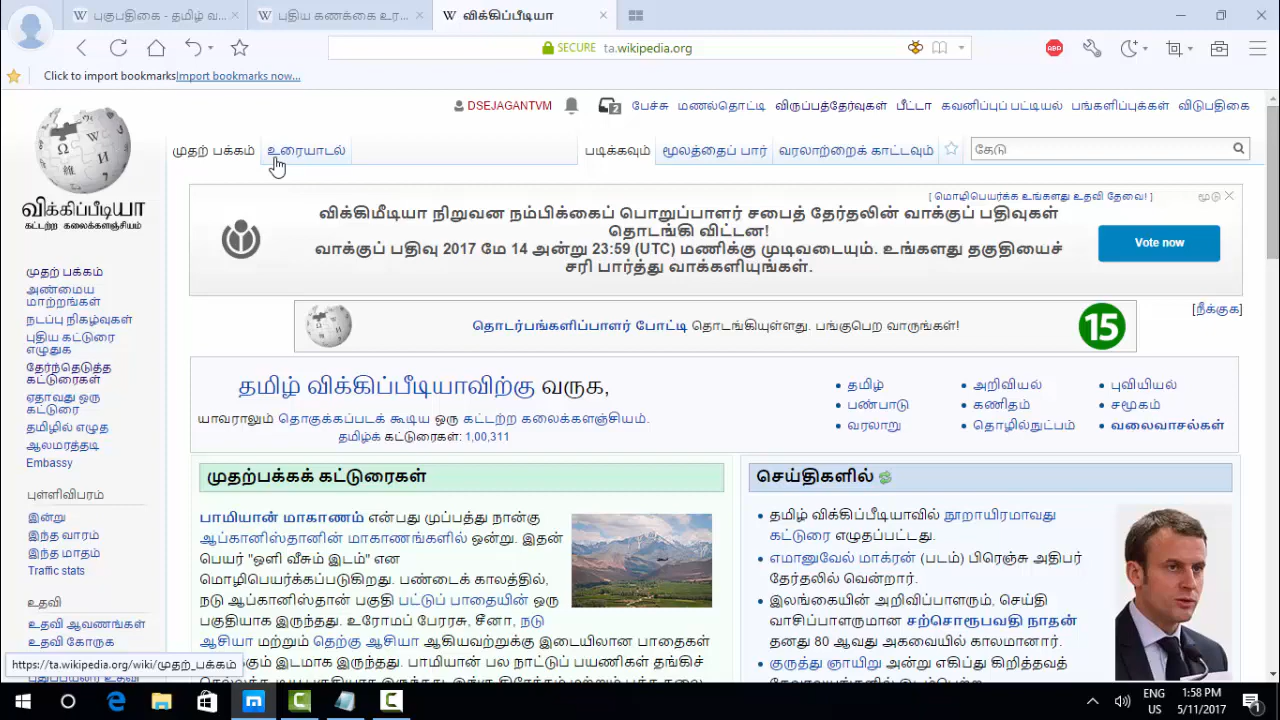 புகுபதிகை - தமிழ் வ...
புதிய கணக்கை உர...
விக்கிப்பீடியா
SECURE ta.wikipedia.org
ABP
Click to import bookmarks Import bookmarks now...
DSEJAGANTVM 2 பேச்சு மணல்தொட்டி விருப்பத்தேர்வுகள் பீட்டா கவனிப்புப் பட்டியல் பங்களிப்புக்கள் விடுபதிகை
முதற் பக்கம் உரையாடல் படிக்கவும் மூலத்தைப் பார் வரலாற்றைக் காட்டவும் தேடு
விக்கிப்பீடியா
கட்டற்ற கலைக்களஞ்சியம்
[ மொழிபெயர்க்க உங்களது உதவி தேவை! ] மூடு
விக்கிமீடியா நிறுவன நம்பிக்கைப் பொறுப்பாளர் சபைத் தேர்தலின் வாக்குப் பதிவுகள்
தொடங்கி விட்டன!
வாக்குப் பதிவு 2017 மே 14 அன்று 23:59 (UTC) மணிக்கு முடிவடையும். உங்களது தகுதியைச்
சரி பார்த்து வாக்களியுங்கள்.
Vote now
தொடர்பங்களிப்பாளர் போட்டி தொடங்கியுள்ளது. பங்குபெற வாருங்கள்!
15
[நீக்குக]
முதற் பக்கம்
அண்மைய
மாற்றங்கள்
நடப்பு நிகழ்வுகள்
புதிய கட்டுரை
எழுதுக
தேர்ந்தெடுத்த
கட்டுரைகள்
ஏதாவது ஒரு
கட்டுரை
தமிழில் எழுத
ஆலமரத்தடி
Embassy
புள்ளிவிபரம்
இன்று
இந்த வாரம்
இந்த மாதம்
Traffic stats
உதவி
உதவி ஆவணங்கள்
உதவி கோருக
தமிழ் விக்கிப்பீடியாவிற்கு வருக,
யாவராலும் தொகுக்கப்படக் கூடிய ஒரு கட்டற்ற கலைக்களஞ்சியம்.
தமிழ்க் கட்டுரைகள்: 1,00,311
தமிழ் அறிவியல் புவியியல்
பண்பாடு கணிதம் சமூகம்
வரலாறு தொழில்நுட்பம் வலைவாசல்கள்
முதற்பக்கக் கட்டுரைகள்
பாமியான் மாகாணம் என்பது முப்பத்து நான்கு
ஆப்கானிஸ்தானின் மாகாணங்களில் ஒன்று. இதன்
பெயர் "ஒளி வீசும் இடம்" என
மொழிபெயர்க்கப்படுகிறது. பண்டைக் காலத்தில்,
நடு ஆப்கானிஸ்தான் பகுதி பட்டுப் பாதையின் ஒரு
பகுதியாக இருந்தது. உரோமப் பேரரசு, சீனா, நடு
ஆசியா மற்றும் தெற்கு ஆசியா ஆகியவற்றுக்கு இடையிலான பாதைகள்
இடமாக இருந்தது. பாமியான் பல நாட்டுப் பயணிகள் தங்கிச்
செய்திகளில்
தமிழ் விக்கிப்பீடியாவில் நூறாயிரமாவது
கட்டுரை எழுதப்பட்டது.
எமானுவேல் மாக்ரன் (படம்) பிரெஞ்சு அதிபர்
தேர்தலில் வென்றார்.
இலங்கையின் அறிவிப்பாளரும், செய்தி
வாசிப்பாளருமான சற்சொரூபவதி நாதன்
தனது 80 ஆவது அகவையில் காலமானார்.
குருத்து ஞாயிறு அன்று எகிப்து கிறித்தவத்
https://ta.wikipedia.org/wiki/முதற்_பக்கம்
ENG
US
1:58 PM
5/11/2017
1